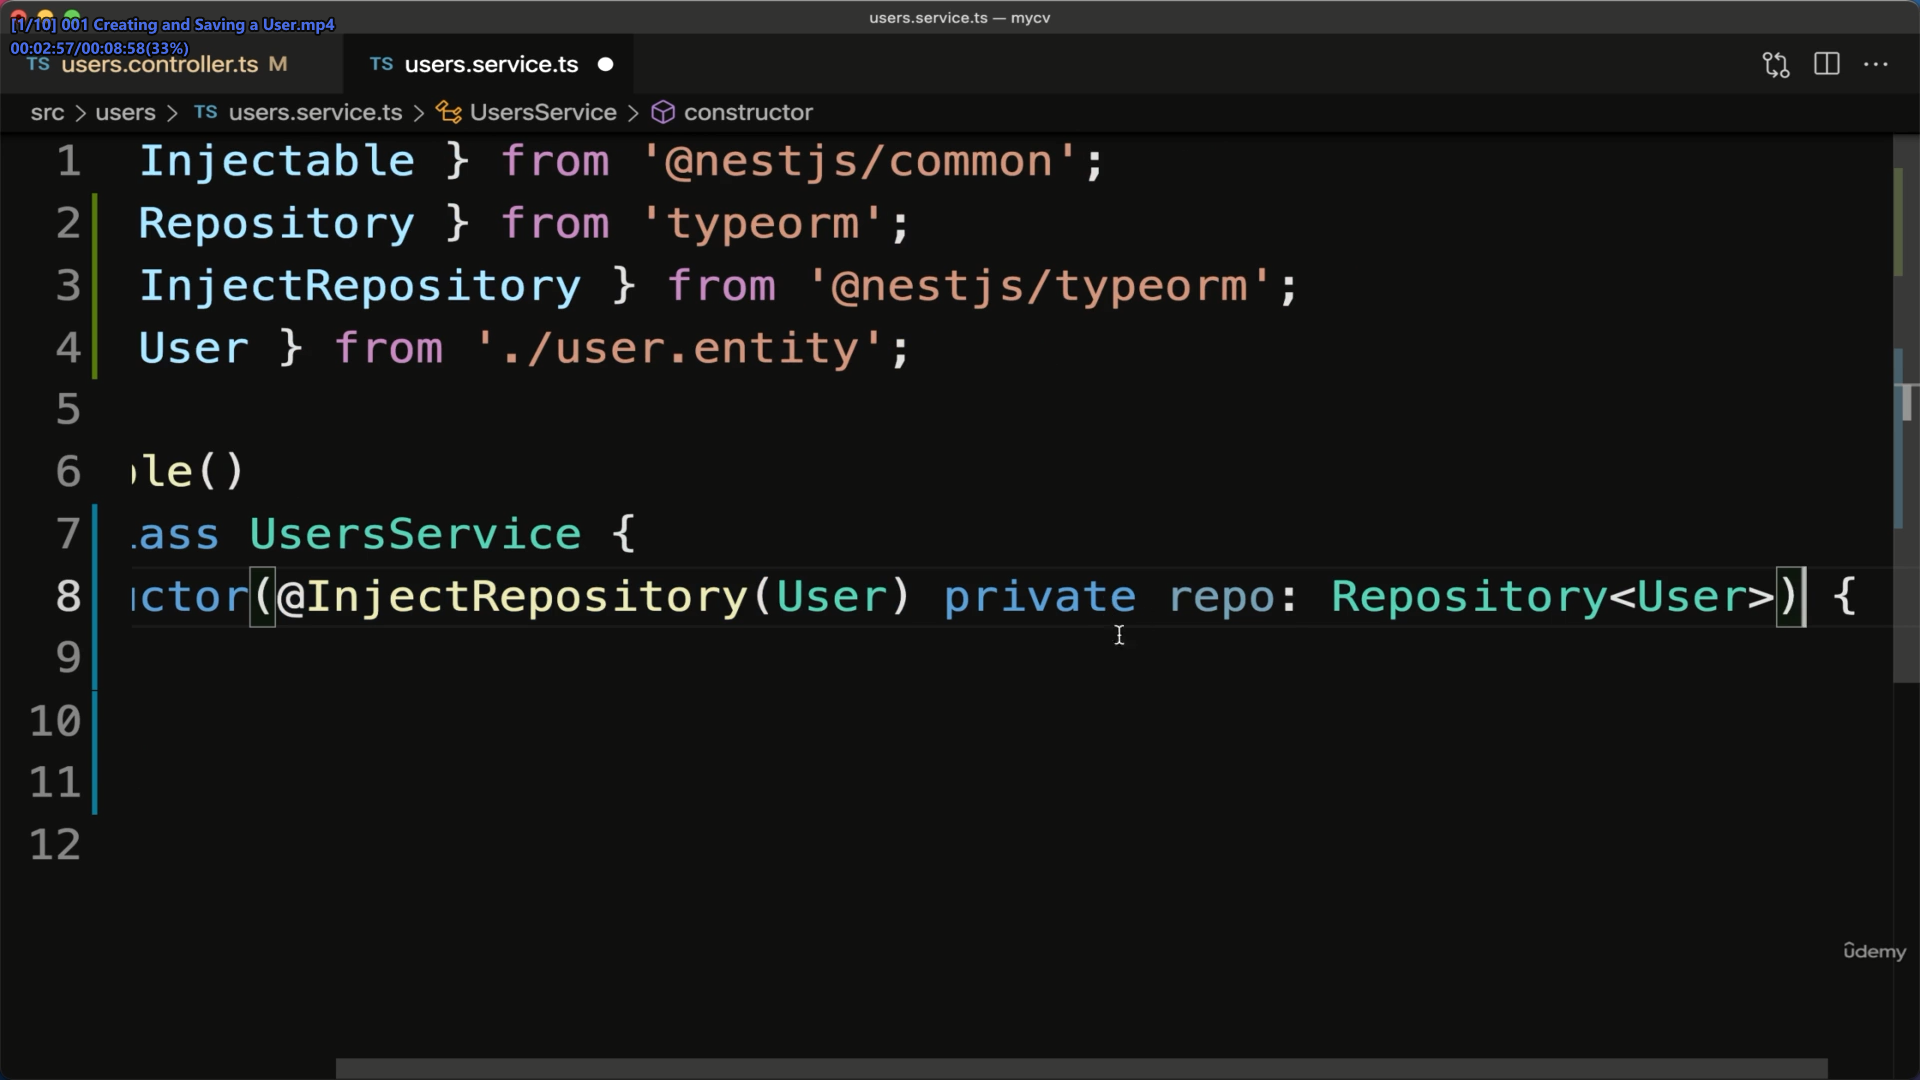 users.service.ts — mycv
[1/10] 001 Creating and Saving a User.mp4
00:02:57/00:08:58(33%)
TS users.controller.ts M
TS users.service.ts
src > users > TS users.service.ts > UsersService > constructor
1 Injectable } from '@nestjs/common';
2 Repository } from 'typeorm';
3 InjectRepository } from '@nestjs/typeorm';
4 User } from './user.entity';
5
6 le()
7 ass UsersService {
8 uctor(@InjectRepository(User) private repo: Repository<User>) {
9
10
11
12
ûdemy